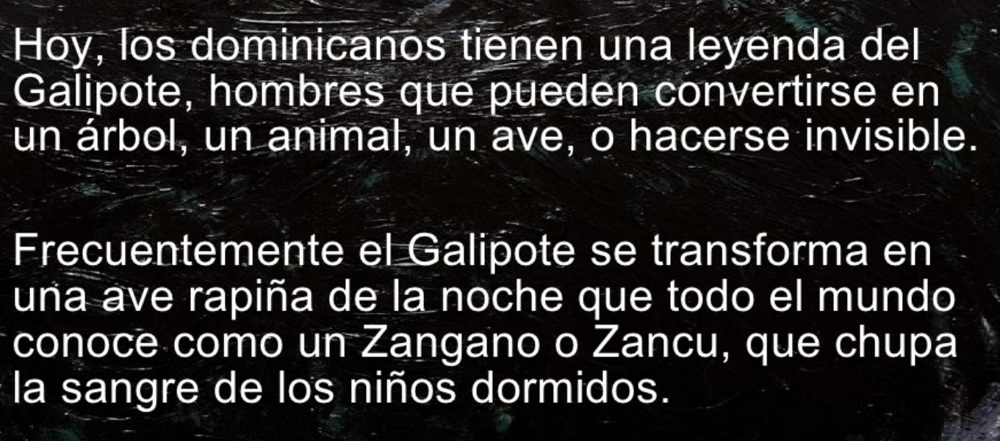 Hoy, los dominicanos tienen una leyenda del
Galipote, hombres que pueden convertirse en
un árbol, un animal, un ave, o hacerse invisible.
Frecuentemente el Galipote se transforma en
una ave rapiña de la noche que todo el mundo
conoce como un Zangano o Zancu, que chupa
la sangre de los niños dormidos.